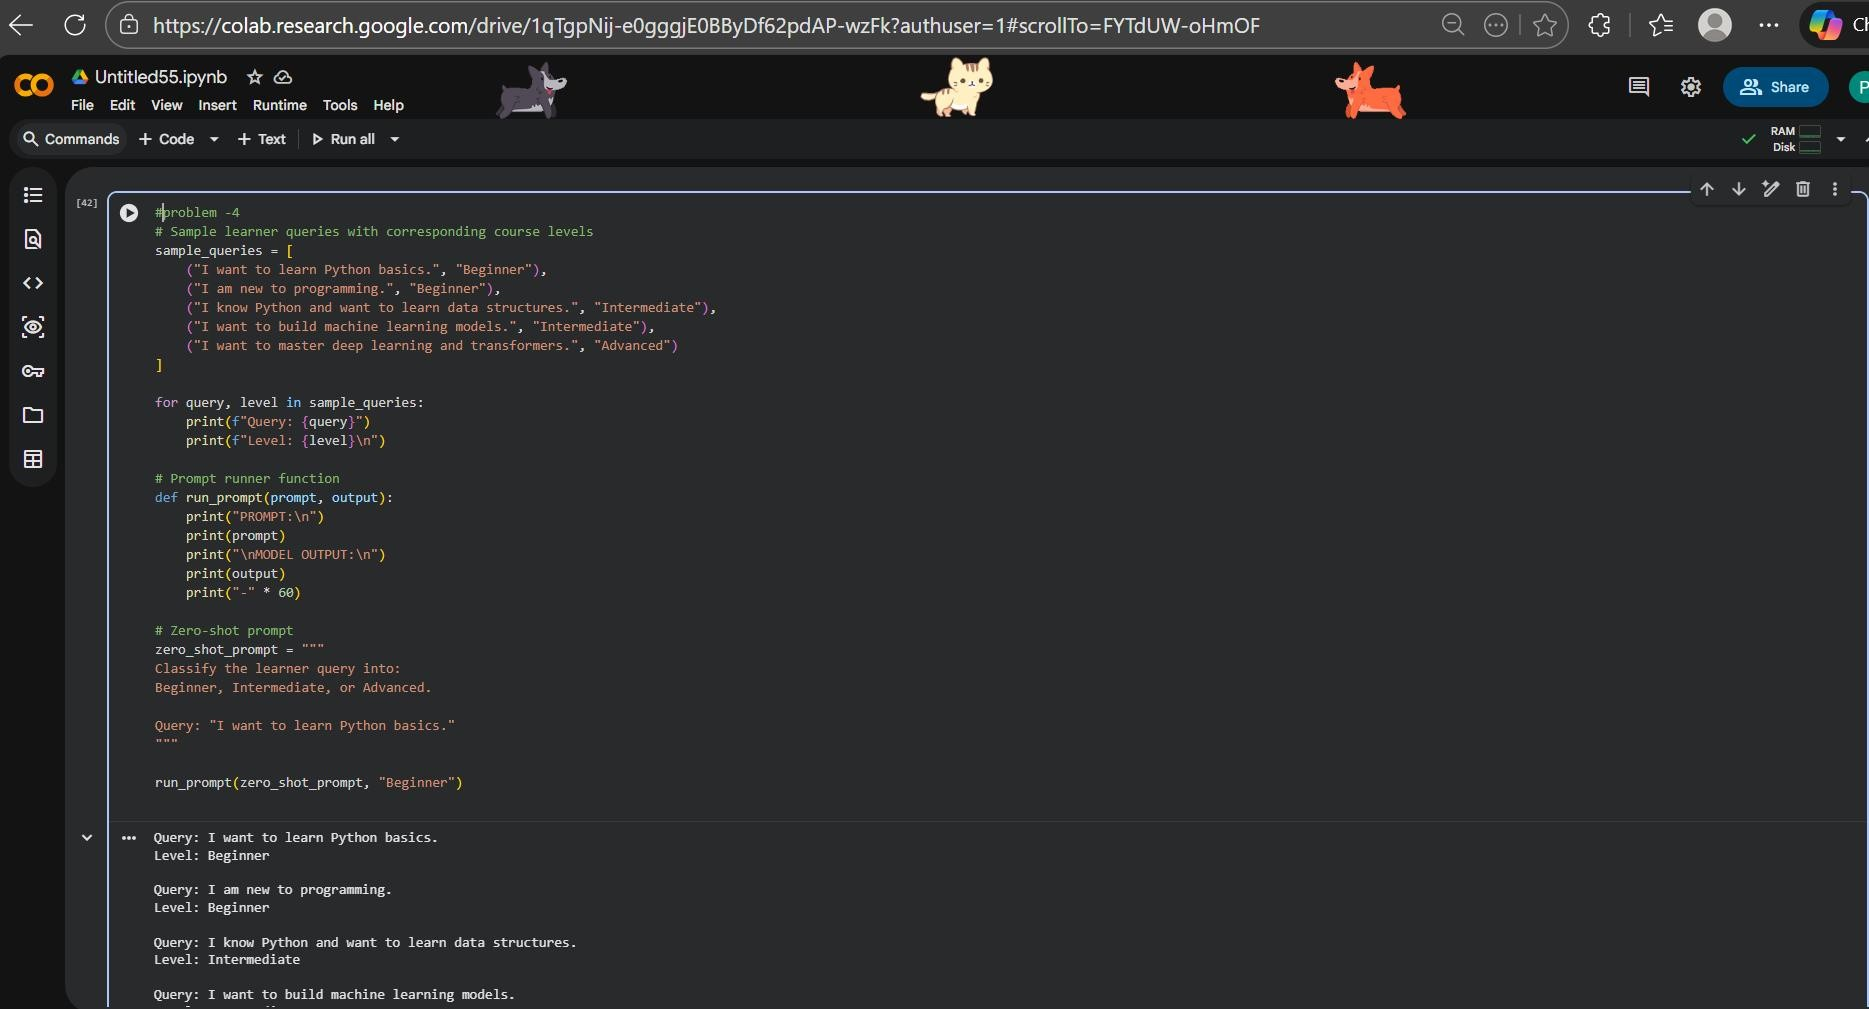 https://colab.research.google.com/drive/1qTgpNij-e0gggjE0BByDf62pdAP-wzFk?authuser=1#scrollTo=FYTdUW-oHmOF
Untitled55.ipynb
File Edit View Insert Runtime Tools Help
Share
Commands + Code + Text Run all
RAM
Disk
[42]
#problem -4
# Sample learner queries with corresponding course levels
sample_queries = [
    ("I want to learn Python basics.", "Beginner"),
    ("I am new to programming.", "Beginner"),
    ("I know Python and want to learn data structures.", "Intermediate"),
    ("I want to build machine learning models.", "Intermediate"),
    ("I want to master deep learning and transformers.", "Advanced")
]
for query, level in sample_queries:
    print(f"Query: {query}")
    print(f"Level: {level}\n")
# Prompt runner function
def run_prompt(prompt, output):
    print("PROMPT:\n")
    print(prompt)
    print("\nMODEL OUTPUT:\n")
    print(output)
    print("-" * 60)
# Zero-shot prompt
zero_shot_prompt = """
Classify the learner query into:
Beginner, Intermediate, or Advanced.
Query: "I want to learn Python basics."
"""
run_prompt(zero_shot_prompt, "Beginner")
Query: I want to learn Python basics.
Level: Beginner
Query: I am new to programming.
Level: Beginner
Query: I know Python and want to learn data structures.
Level: Intermediate
Query: I want to build machine learning models.